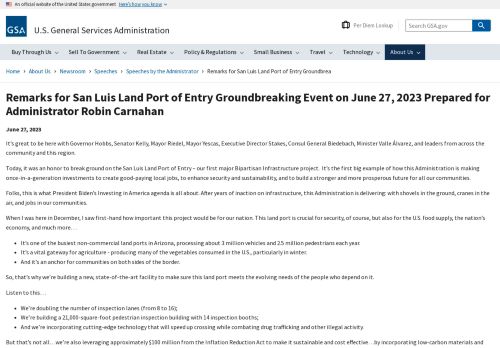 An official website of the United States government Here's how you know
GSA
U.S. General Services Administration
Per Diem Lookup
Search GSA.gov
Buy Through Us
Sell To Government
Real Estate
Policy & Regulations
Small Business
Travel
Technology
About Us
Home › About Us › Newsroom › Speeches › Speeches by the Administrator › Remarks for San Luis Land Port of Entry Groundbrea
Remarks for San Luis Land Port of Entry Groundbreaking Event on June 27, 2023 Prepared for
Administrator Robin Carnahan
June 27, 2023
It's great to be here with Governor Hobbs, Senator Kelly, Mayor Riedel, Mayor Yescas, Executive Director Stakes, Consul General Biedebach, Minister Valle Álvarez, and leaders from across the
community and this region.
Today, it was an honor to break ground on the San Luis Land Port of Entry – our first major Bipartisan Infrastructure project. It's the first big example of how this Administration is making
once-in-a-generation investments to create good-paying local jobs, to enhance security and sustainability, and to build a stronger and more prosperous future for all our communities.
Folks, this is what President Biden's Investing in America agenda is all about. After years of inaction on infrastructure, this Administration is delivering: with shovels in the ground, cranes in the
air, and jobs in our communities.
When I was here in December, I saw first-hand how important this project would be for our nation. This land port is crucial for security, of course, but also for the U.S. food supply, the nation's
economy, and much more…
• It's one of the busiest non-commercial land ports in Arizona, processing about 3 million vehicles and 2.5 million pedestrians each year.
• It's a vital gateway for agriculture - producing many of the vegetables consumed in the U.S., particularly in winter.
• And it's an anchor for communities on both sides of the border.
So, that's why we're building a new, state-of-the-art facility to make sure this land port meets the evolving needs of the people who depend on it.
Listen to this…
• We're doubling the number of inspection lanes (from 8 to 16);
• We're building a 21,000-square-foot pedestrian inspection building with 14 inspection booths;
• And we're incorporating cutting-edge technology that will speed up crossing while combating drug trafficking and other illegal activity.
But that's not all… we're also leveraging approximately $100 million from the Inflation Reduction Act to make it sustainable and cost effective …by incorporating low-carbon materials and